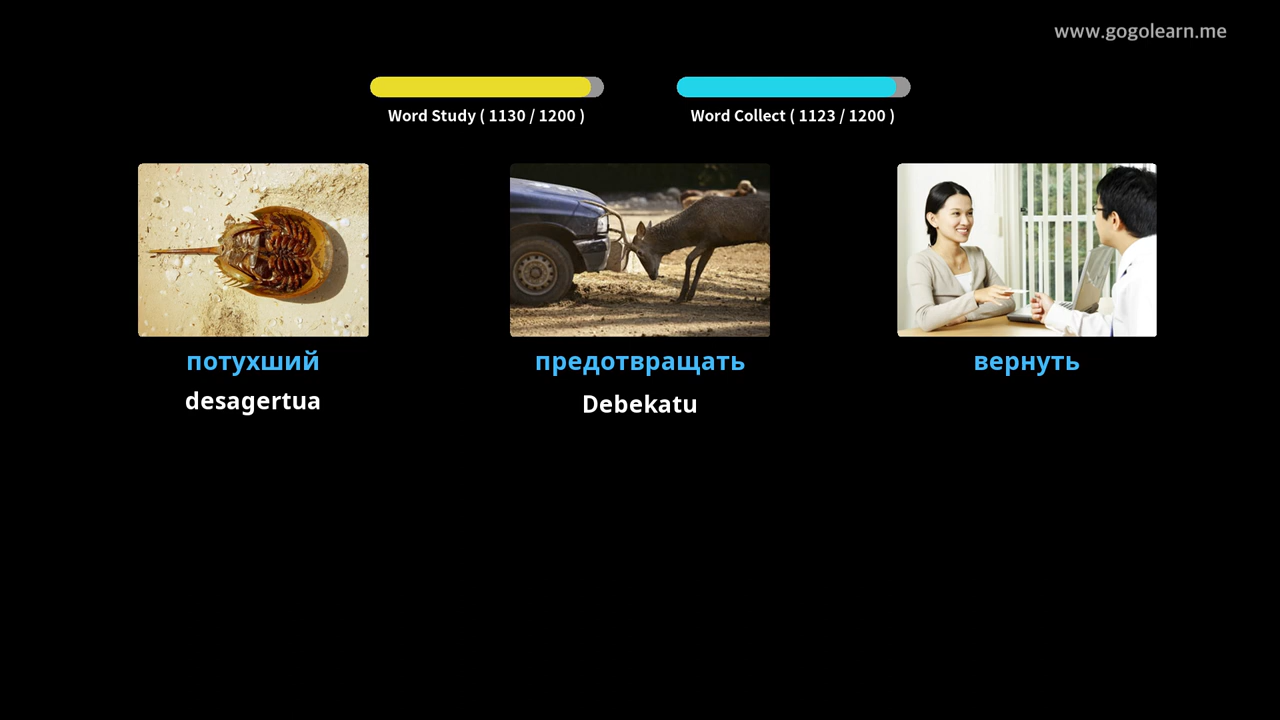 www.gogolearn.me
Word Study ( 1130 / 1200 )
Word Collect ( 1123 / 1200 )
потухший
предотвращать
вернуть
desagertua
Debekatu